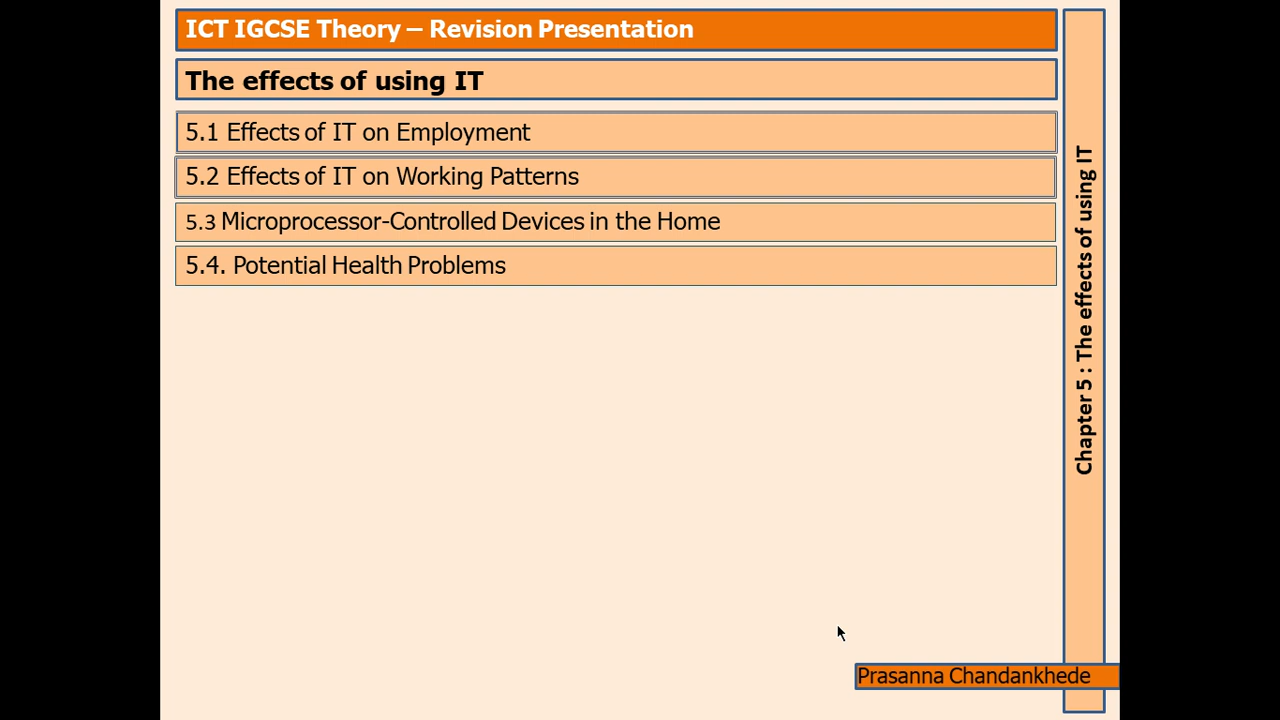 ICT IGCSE Theory – Revision Presentation
The effects of using IT
5.1 Effects of IT on Employment
5.2 Effects of IT on Working Patterns
5.3 Microprocessor-Controlled Devices in the Home
5.4. Potential Health Problems
Chapter 5 : The effects of using IT
Prasanna Chandankhede